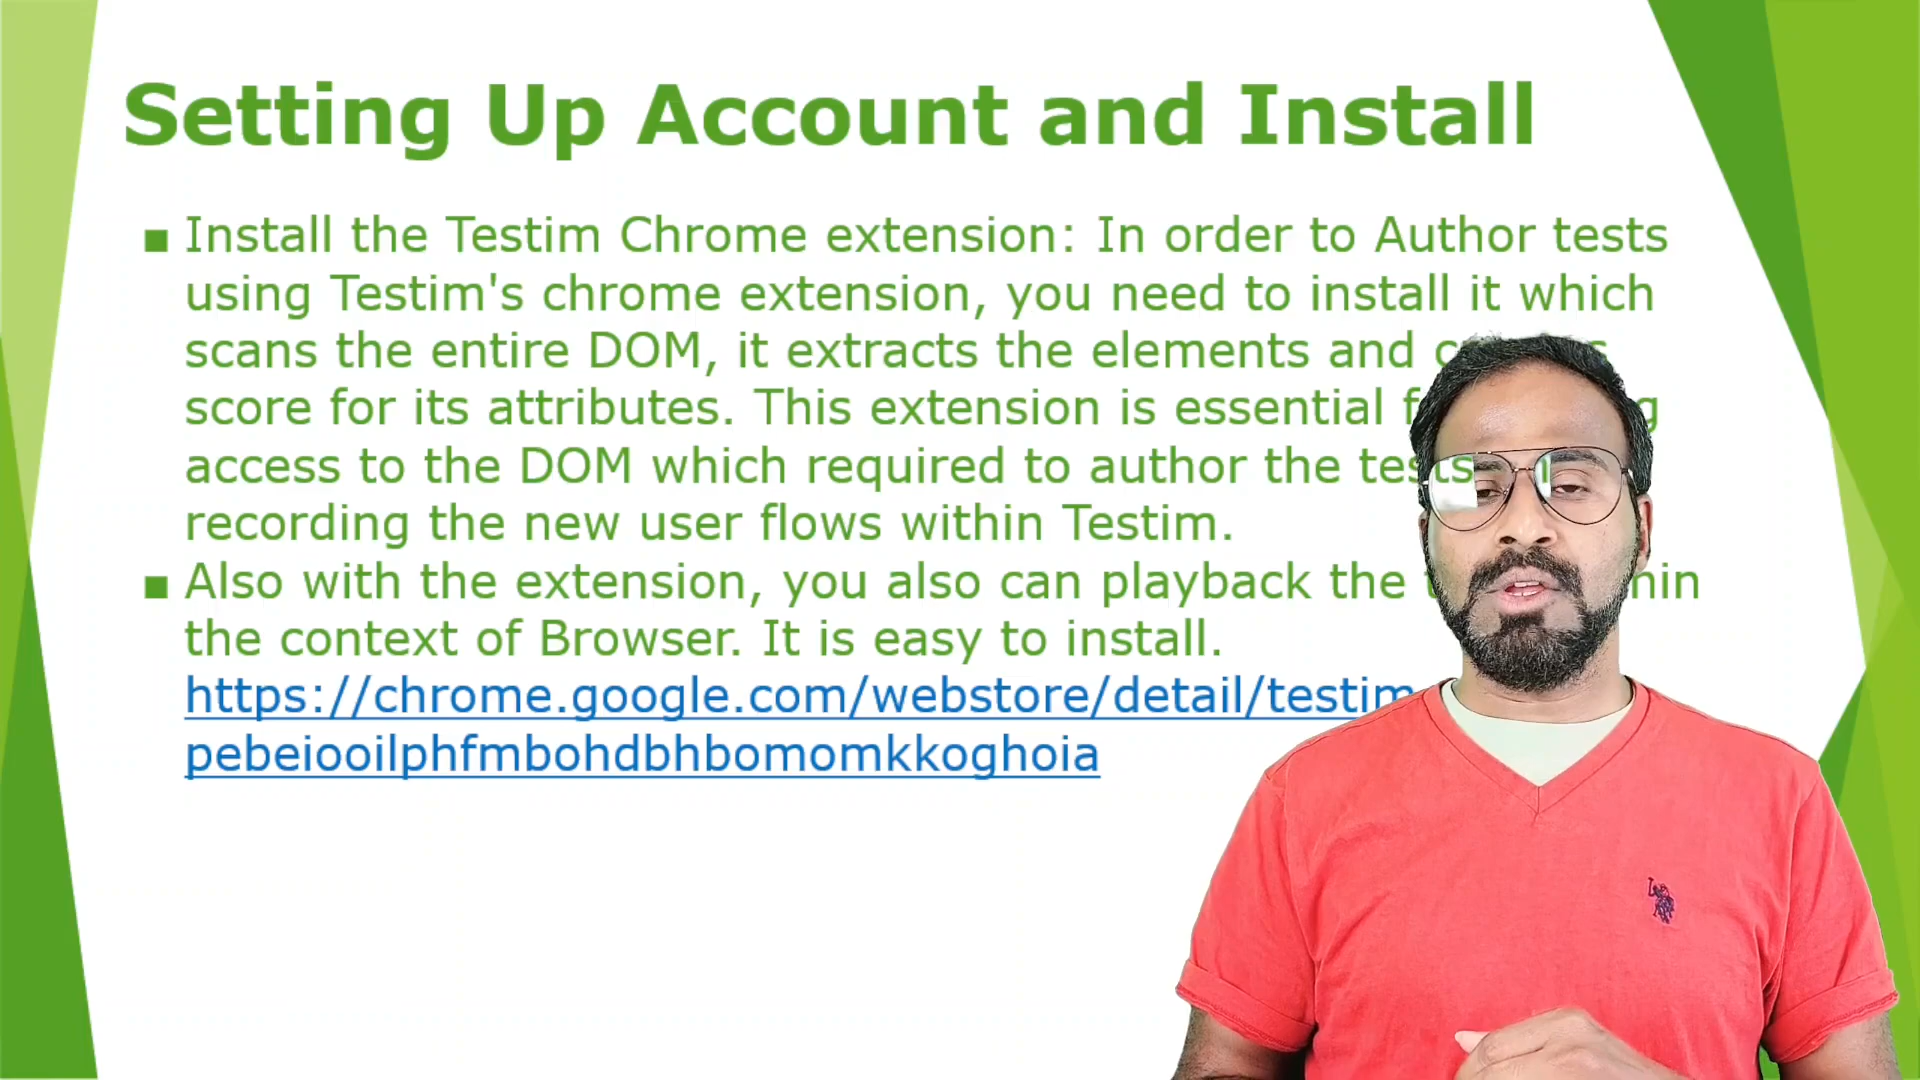 Setting Up Account and Install
■ Install the Testim Chrome extension: In order to Author tests
using Testim's chrome extension, you need to install it which
scans the entire DOM, it extracts the elements and
score for its attributes. This extension is essential
access to the DOM which required to author the tests
recording the new user flows within Testim.
■ Also with the extension, you also can playback the
the context of Browser. It is easy to install.
https://chrome.google.com/webstore/detail/testim
pebeiooilphfmbohdbhbomomkkoghoia